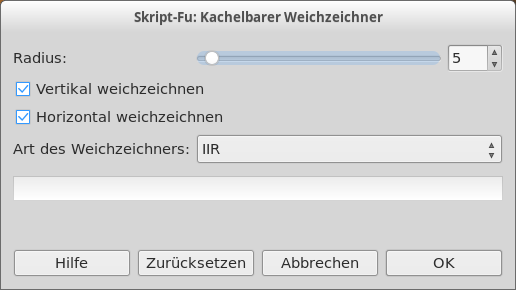 Skript-Fu: Kachelbarer Weichzeichner
Radius: 5
Vertikal weichzeichnen
Horizontal weichzeichnen
Art des Weichzeichners: IIR
Hilfe Zurücksetzen Abbrechen OK